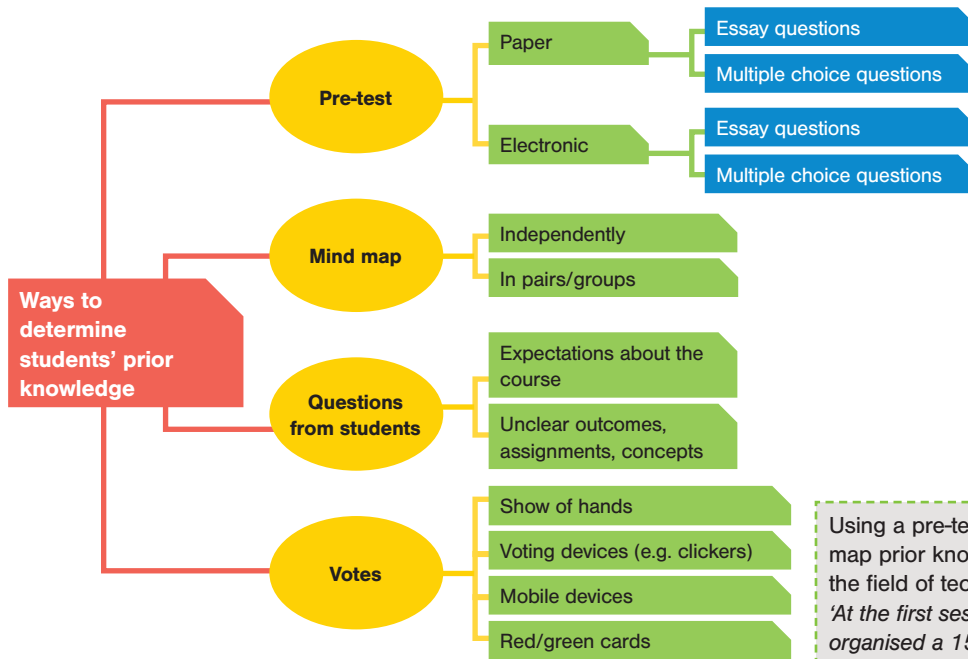 Ways to
determine
students’ prior
knowledge
Pre-test
Paper
Essay questions
Multiple choice questions
Electronic
Essay questions
Multiple choice questions
Mind map
Independently
In pairs/groups
Questions
from students
Expectations about the
course
Unclear outcomes,
assignments, concepts
Votes
Show of hands
Voting devices (e.g. clickers)
Mobile devices
Red/green cards
Using a pre-te
map prior kno
the field of
‘At the first ses
organised a 15